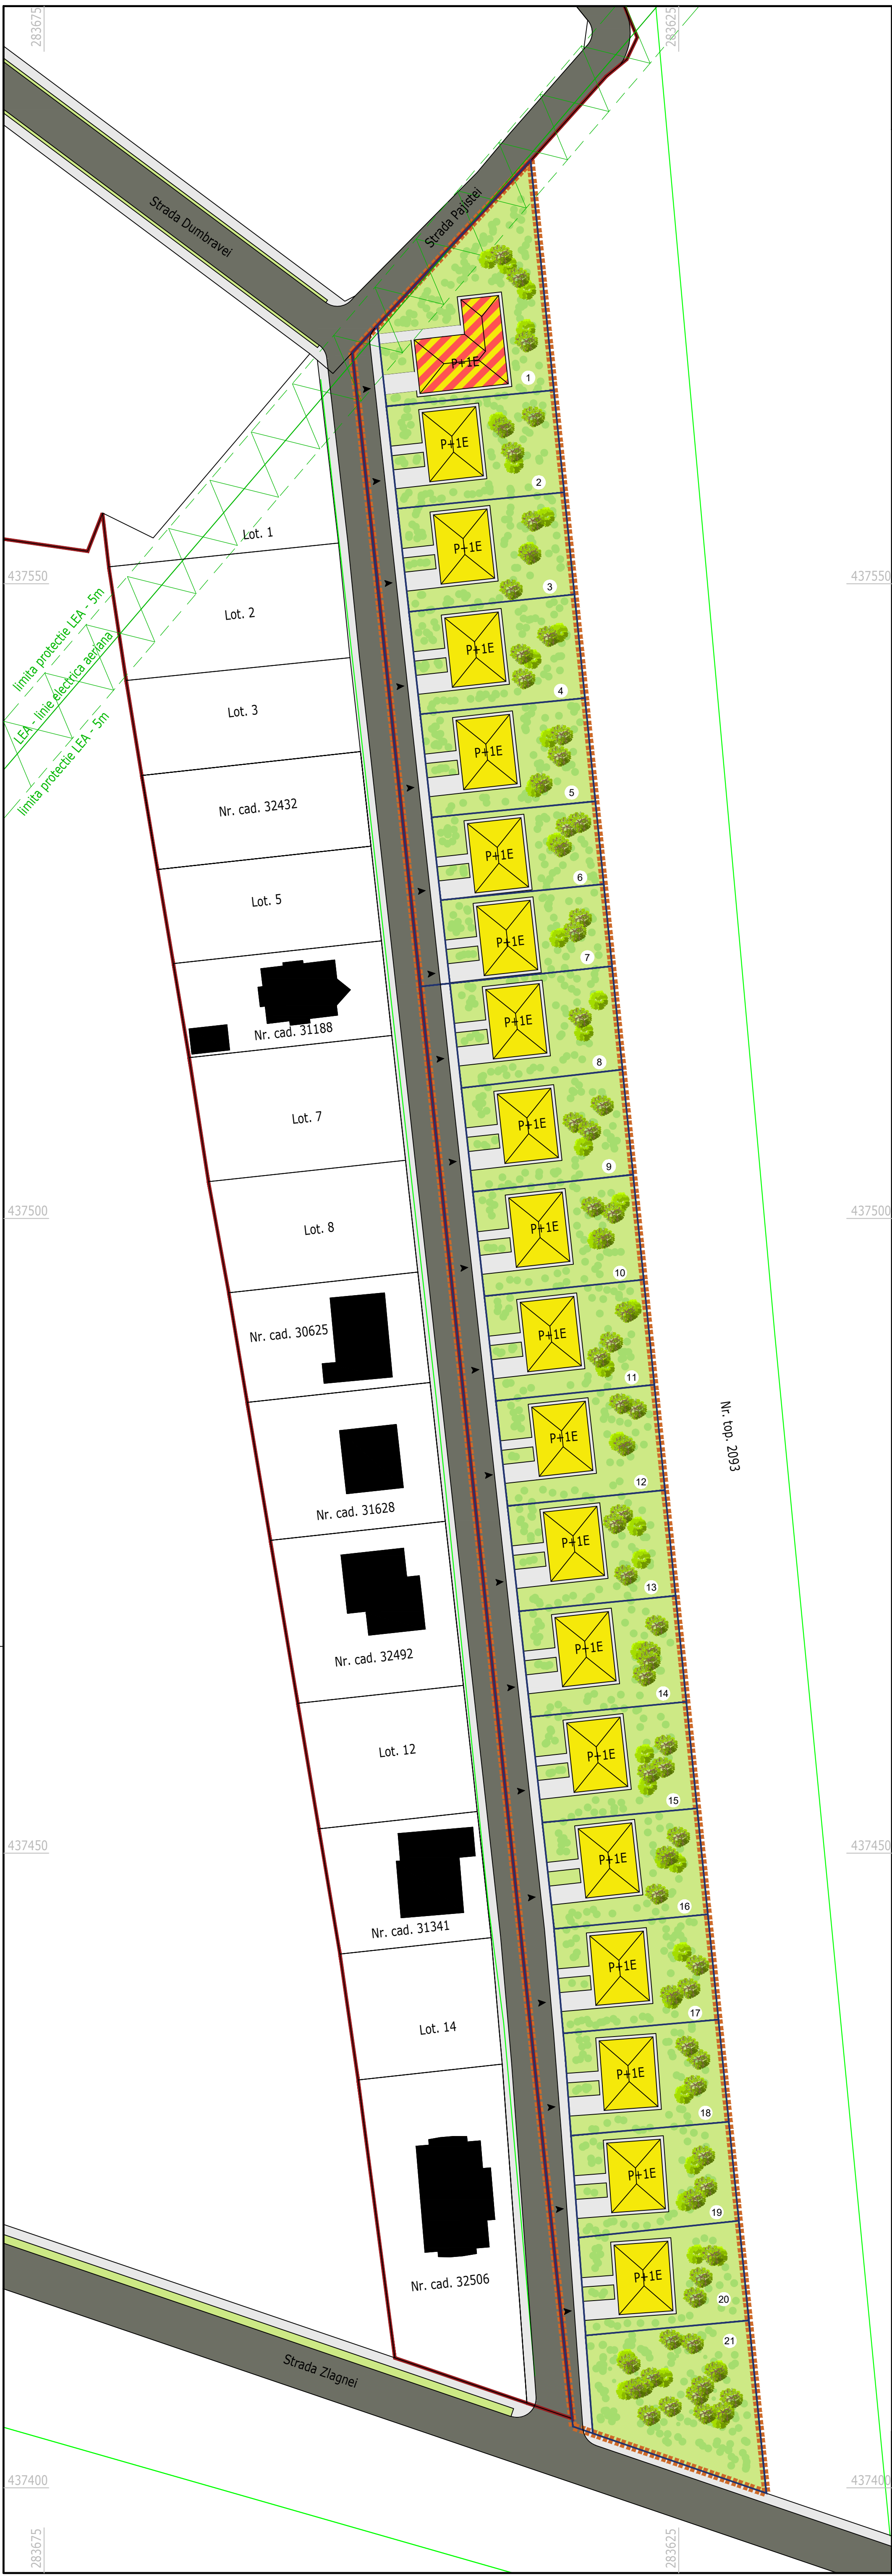 283675
283625
Strada Dumbravei
Strada Pajistei
P+1E
1
P+1E
2
Lot. 1
P+1E
3
437550
437550
limita protectie LEA - 5m
LEA - linie electrica aeriana
limita protectie LEA - 5m
Lot. 2
P+1E
4
Lot. 3
P+1E
5
Nr. cad. 32432
P+1E
6
Lot. 5
P+1E
7
Nr. cad. 31188
P+1E
8
Lot. 7
P+1E
9
437500
437500
Lot. 8
P+1E
10
Nr. cad. 30625
P+1E
11
Nr. top. 2093
P+1E
12
Nr. cad. 31628
P+1E
13
Nr. cad. 32492
P+1E
14
Lot. 12
P+1E
15
437450
437450
P+1E
16
Nr. cad. 31341
P+1E
17
Lot. 14
P+1E
18
P+1E
19
Nr. cad. 32506
P+1E
20
21
Strada Zlagnei
437400
437400
283675
283625